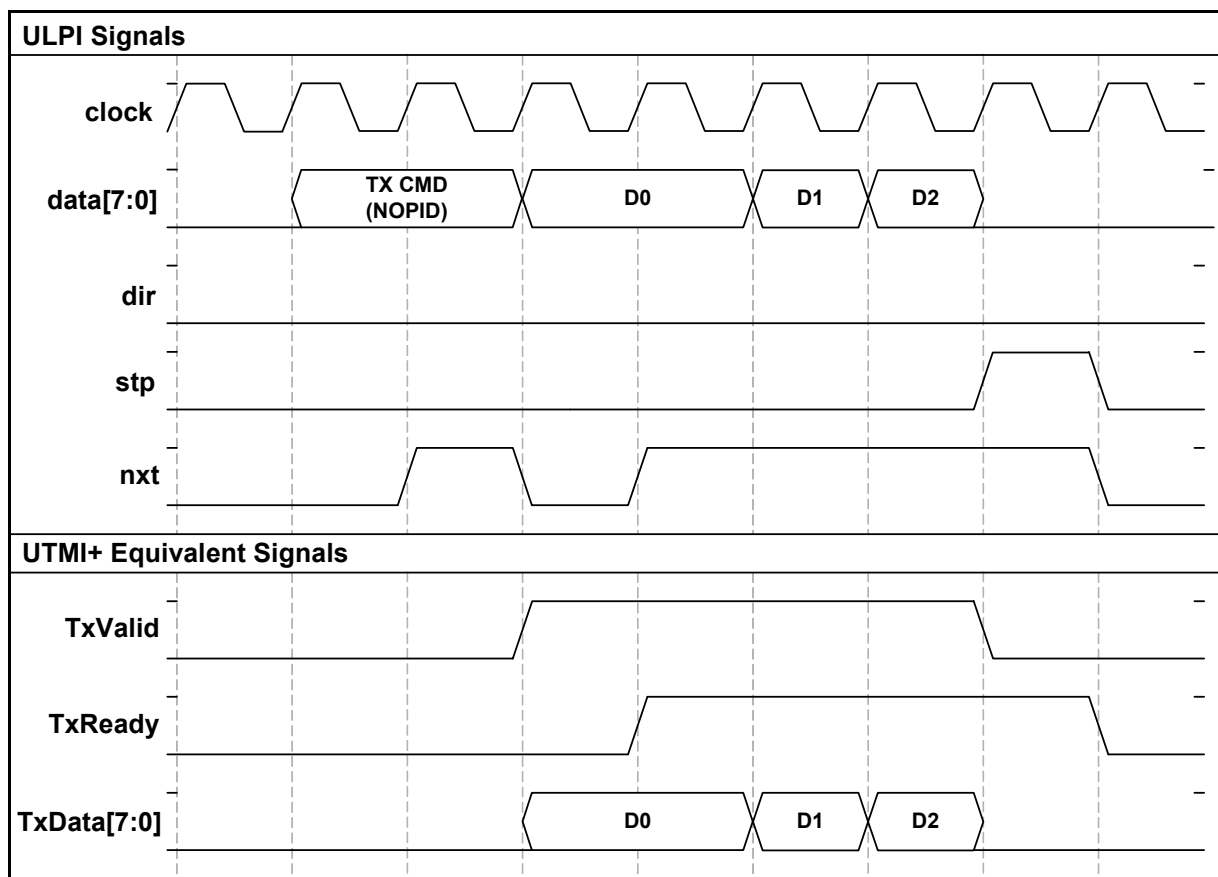 ULPI Signals
clock
data[7:0]
TX CMD
(NOPID)
D0
D1
D2
dir
stp
nxt
UTMI+ Equivalent Signals
TxValid
TxReady
TxData[7:0]
D0
D1
D2